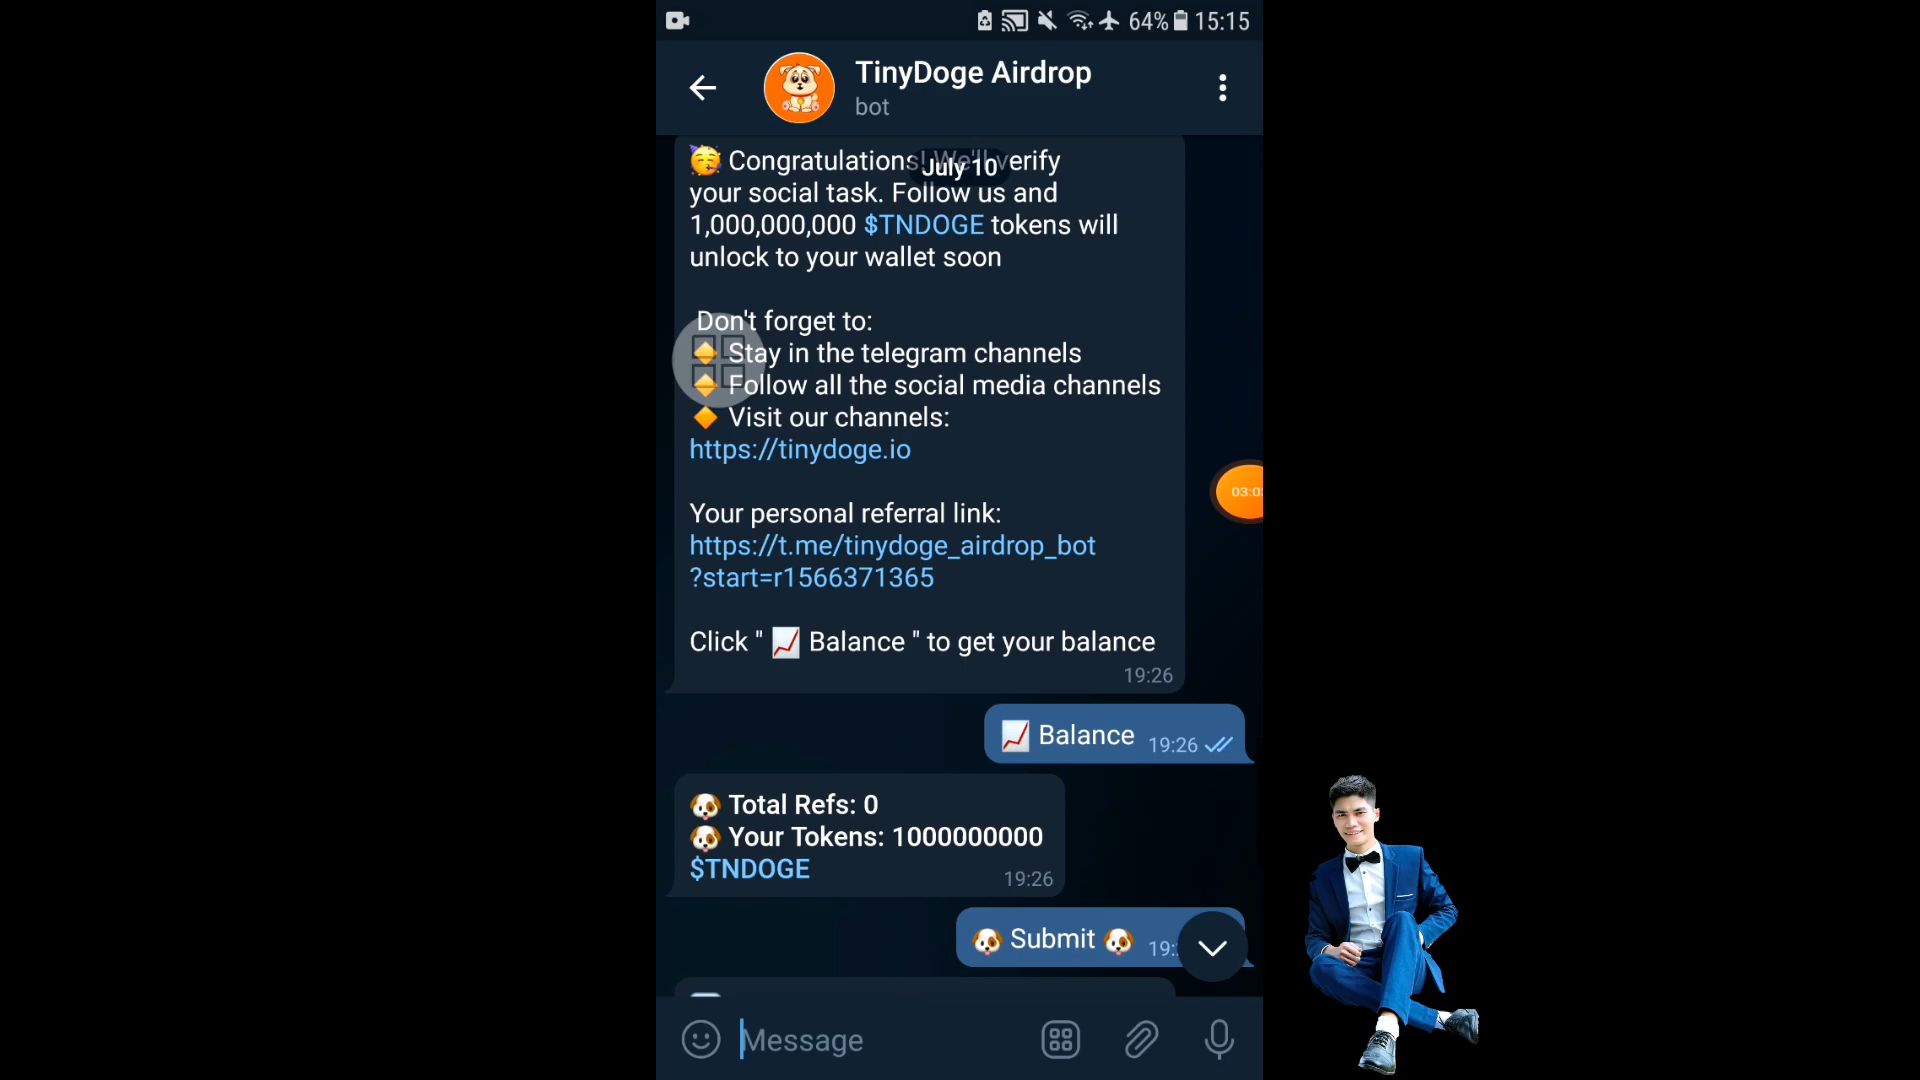 64% 15:15
TinyDoge Airdrop
bot
July 10
🥳 Congratulations! We'll verify
your social task. Follow us and
1,000,000,000 $TNDOGE tokens will
unlock to your wallet soon
Don't forget to:
🔶 Stay in the telegram channels
🔶 Follow all the social media channels
🔶 Visit our channels:
https://tinydoge.io
Your personal referral link:
https://t.me/tinydoge_airdrop_bot
?start=r1566371365
Click " 📈 Balance " to get your balance
19:26
📈 Balance 19:26
🐶 Total Refs: 0
🐶 Your Tokens: 1000000000
$TNDOGE
19:26
🐶 Submit 🐶 19:
Message